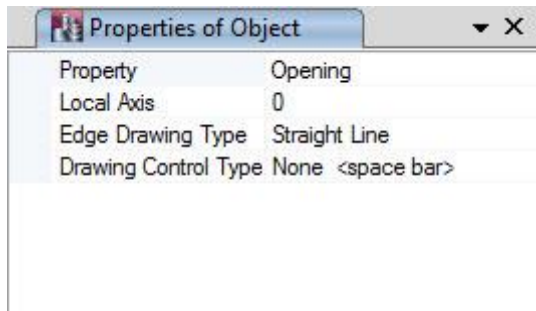 Properties of Object
Property Opening
Local Axis 0
Edge Drawing Type Straight Line
Drawing Control Type None <space bar>